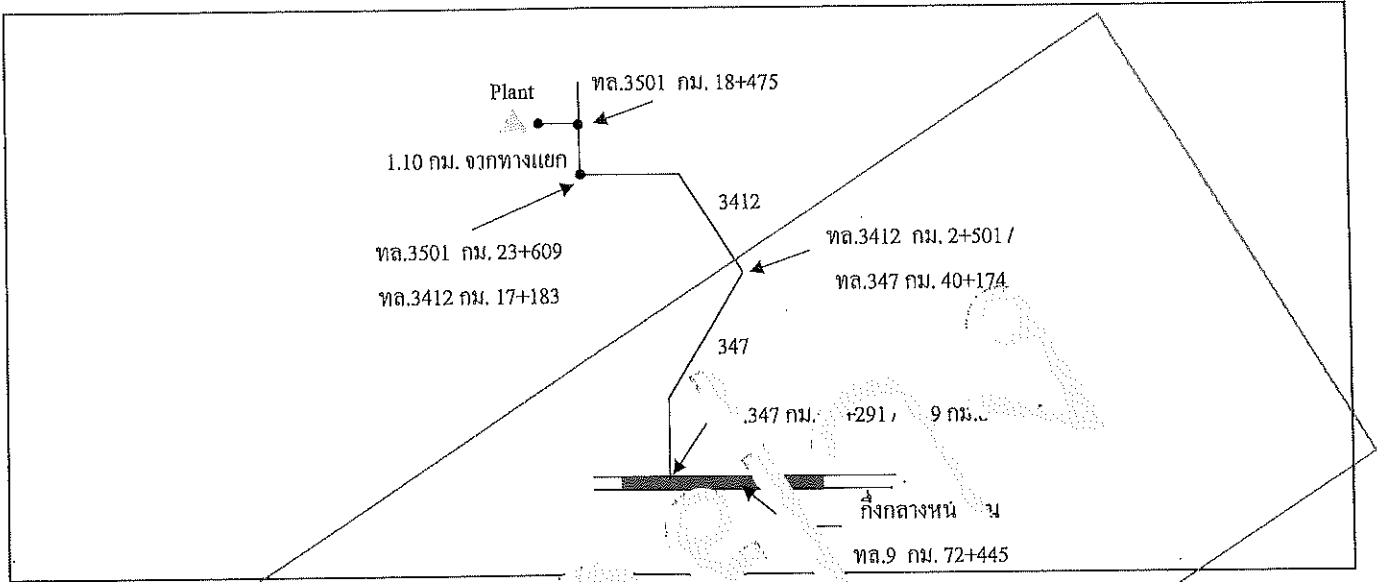 Plant
ทล.3501 กม. 18+475
1.10 กม. จากทางแยก
3412
ทล.3501 กม. 23+609
ทล.3412 กม. 17+183
ทล.3412 กม. 2+501 /
ทล.347 กม. 40+174
347
.347 กม. +291 / 9 กม.
กึ่งกลาง
ทล.9 กม. 72+445